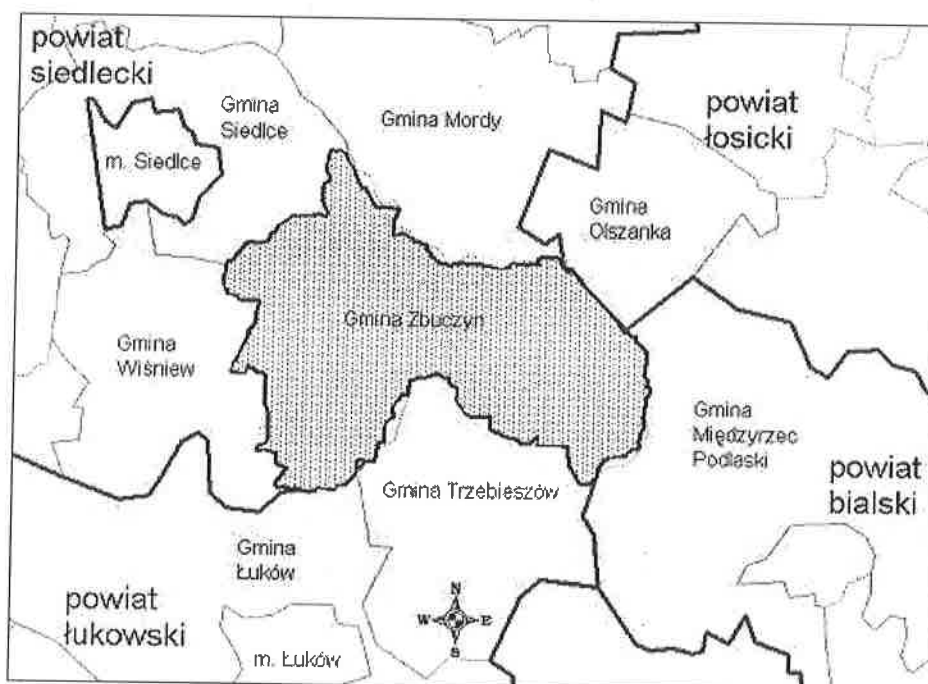 powiat
siedlecki
Gmina
Siedlce
m. Siedlce
Gmina Mordy
powiat
łosicki
Gmina
Olszanka
Gmina Zbuczyn
Gmina
Wiśniew
Gmina
Międzyrzec
Podlaski
powiat
bialski
Gmina Trzebieszów
Gmina
Łuków
powiat
łukowski
m. Łuków
N
W
E
S